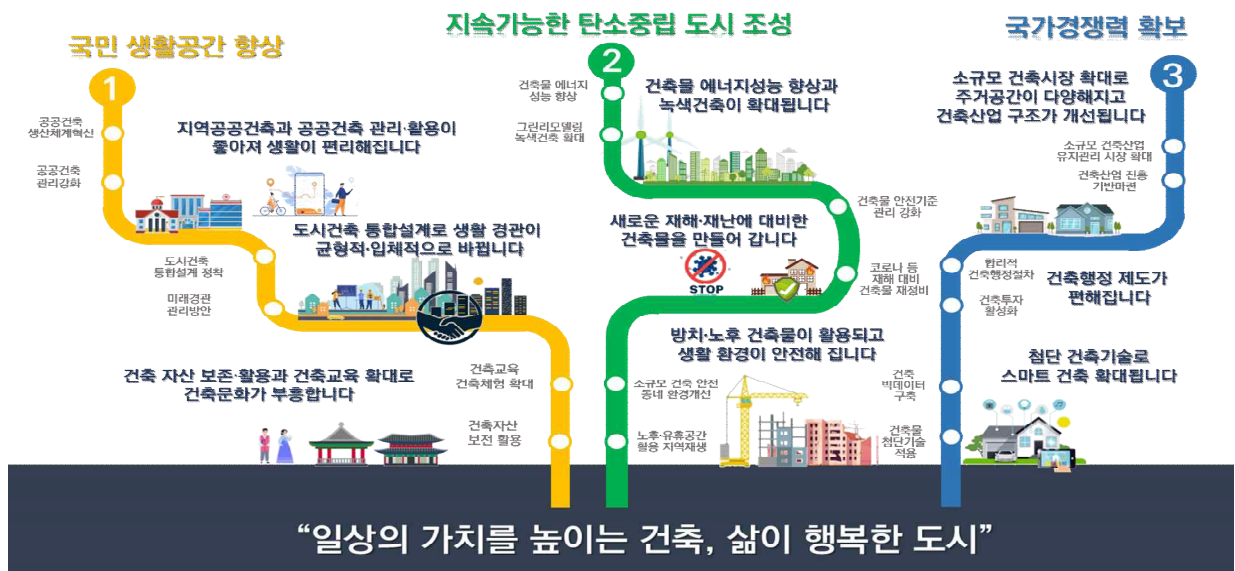 국민 생활공간 향상
1
공공건축
생산체계혁신
공공건축
관리강화
지역공공건축과 공공건축 관리·활용이
좋아져 생활이 편리해집니다
도시건축 통합설계로 생활 경관이
균형적·입체적으로 바뀝니다
도시건축
통합설계 정착
미래경관
관리방안
건축 자산 보존·활용과 건축교육 확대로
건축문화가 부흥합니다
건축교육
건축체험 확대
건축자산
보전 활용
지속가능한 탄소중립 도시 조성
2
건축물 에너지
성능 향상
그린리모델링
녹색건축 확대
건축물 에너지성능 향상과
녹색건축이 확대됩니다
건축물 안전기준
관리 강화
새로운 재해·재난에 대비한
건축물을 만들어 갑니다
STOP
코로나 등
재해 대비
건축물 재정비
방치·노후 건축물이 활용되고
생활 환경이 안전해 집니다
소규모 건축 안전
동네 환경개선
노후·유휴공간
활용 지역재생
국가경쟁력 확보
3
소규모 건축시장 확대로
주거공간이 다양해지고
건축산업 구조가 개선됩니다
소규모 건축산업
유지관리 시장 확대
건축산업 진흥
기반마련
합리적
건축행정절차
건축투자
활성화
건축행정 제도가
편해집니다
첨단 건축기술로
스마트 건축 확대됩니다
건축
빅데이터
구축
건축물
첨단기술
적용
“일상의 가치를 높이는 건축, 삶이 행복한 도시”